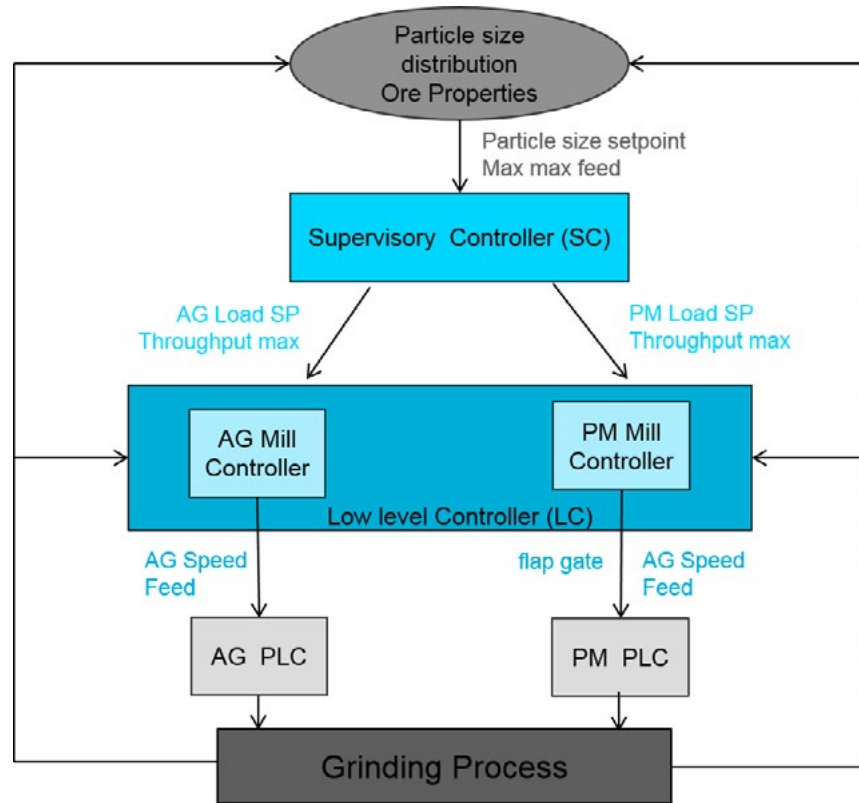 Particle size
distribution
Ore Properties
Particle size setpoint
Max max feed
Supervisory Controller (SC)
AG Load SP
Throughput max
PM Load SP
Throughput max
AG Mill
Controller
PM Mill
Controller
Low level Controller (LC)
AG Speed
Feed
flap gate
AG Speed
Feed
AG PLC
PM PLC
Grinding Process